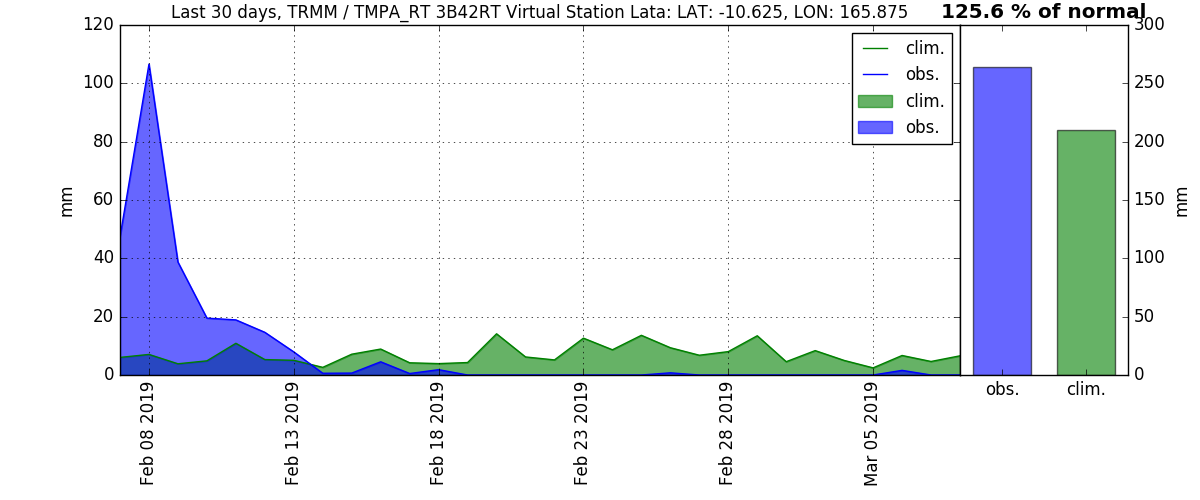 Last 30 days, TRMM / TMPA_RT 3B42RT Virtual Station Lata: LAT: -10.625, LON: 165.875
125.6 % of normal
120
100
80
60
40
20
0
mm
clim.
obs.
clim.
obs.
300
250
200
150
100
50
0
mm
Feb 08 2019
Feb 13 2019
Feb 18 2019
Feb 23 2019
Feb 28 2019
Mar 05 2019
obs.
clim.